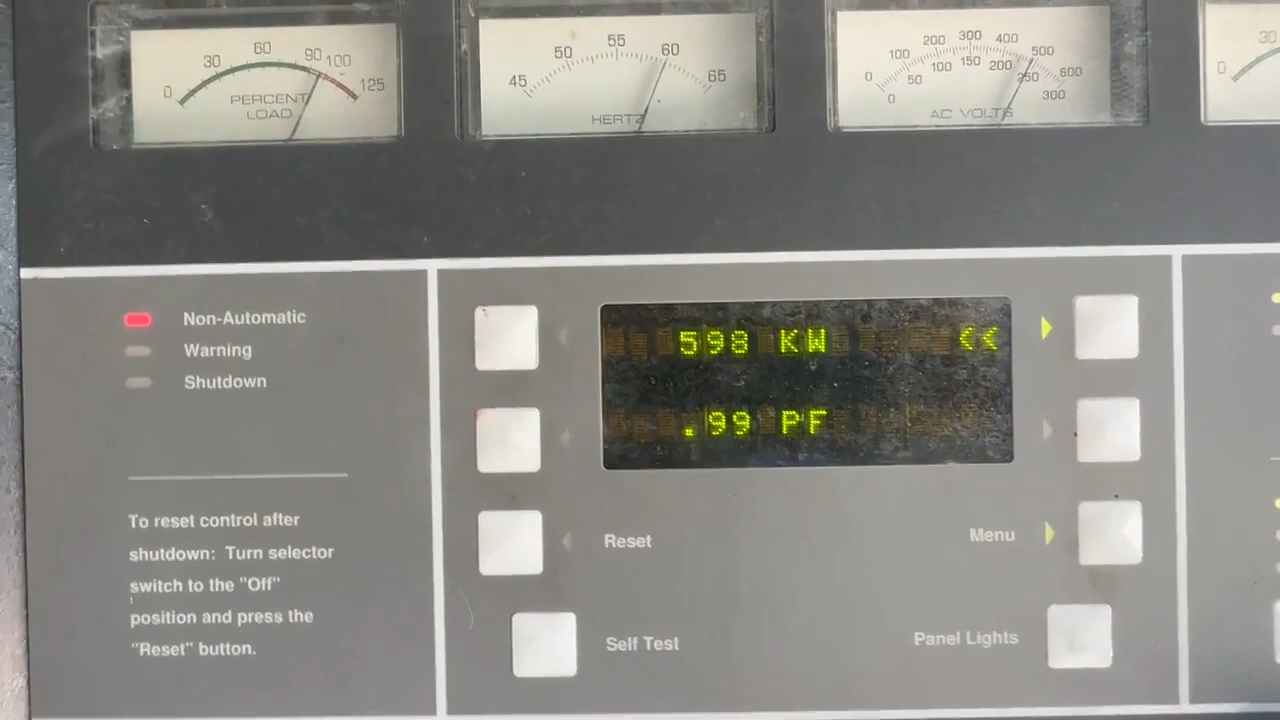 0 30 60 90 100 125
PERCENT
LOAD
45 50 55 60 65
HERTZ
0 100 200 300 400 500 600
0 50 100 150 200 250 300
AC VOLTS
0 30
Non-Automatic
Warning
Shutdown
To reset control after
shutdown: Turn selector
switch to the "Off"
position and press the
"Reset" button.
598 KW <<
.99 PF
Reset
Menu
Self Test
Panel Lights